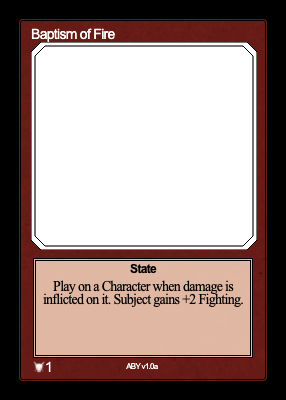 Baptism of Fire
State
Play on a Character when damage is
inflicted on it. Subject gains +2 Fighting.
1
ABY v1.0a